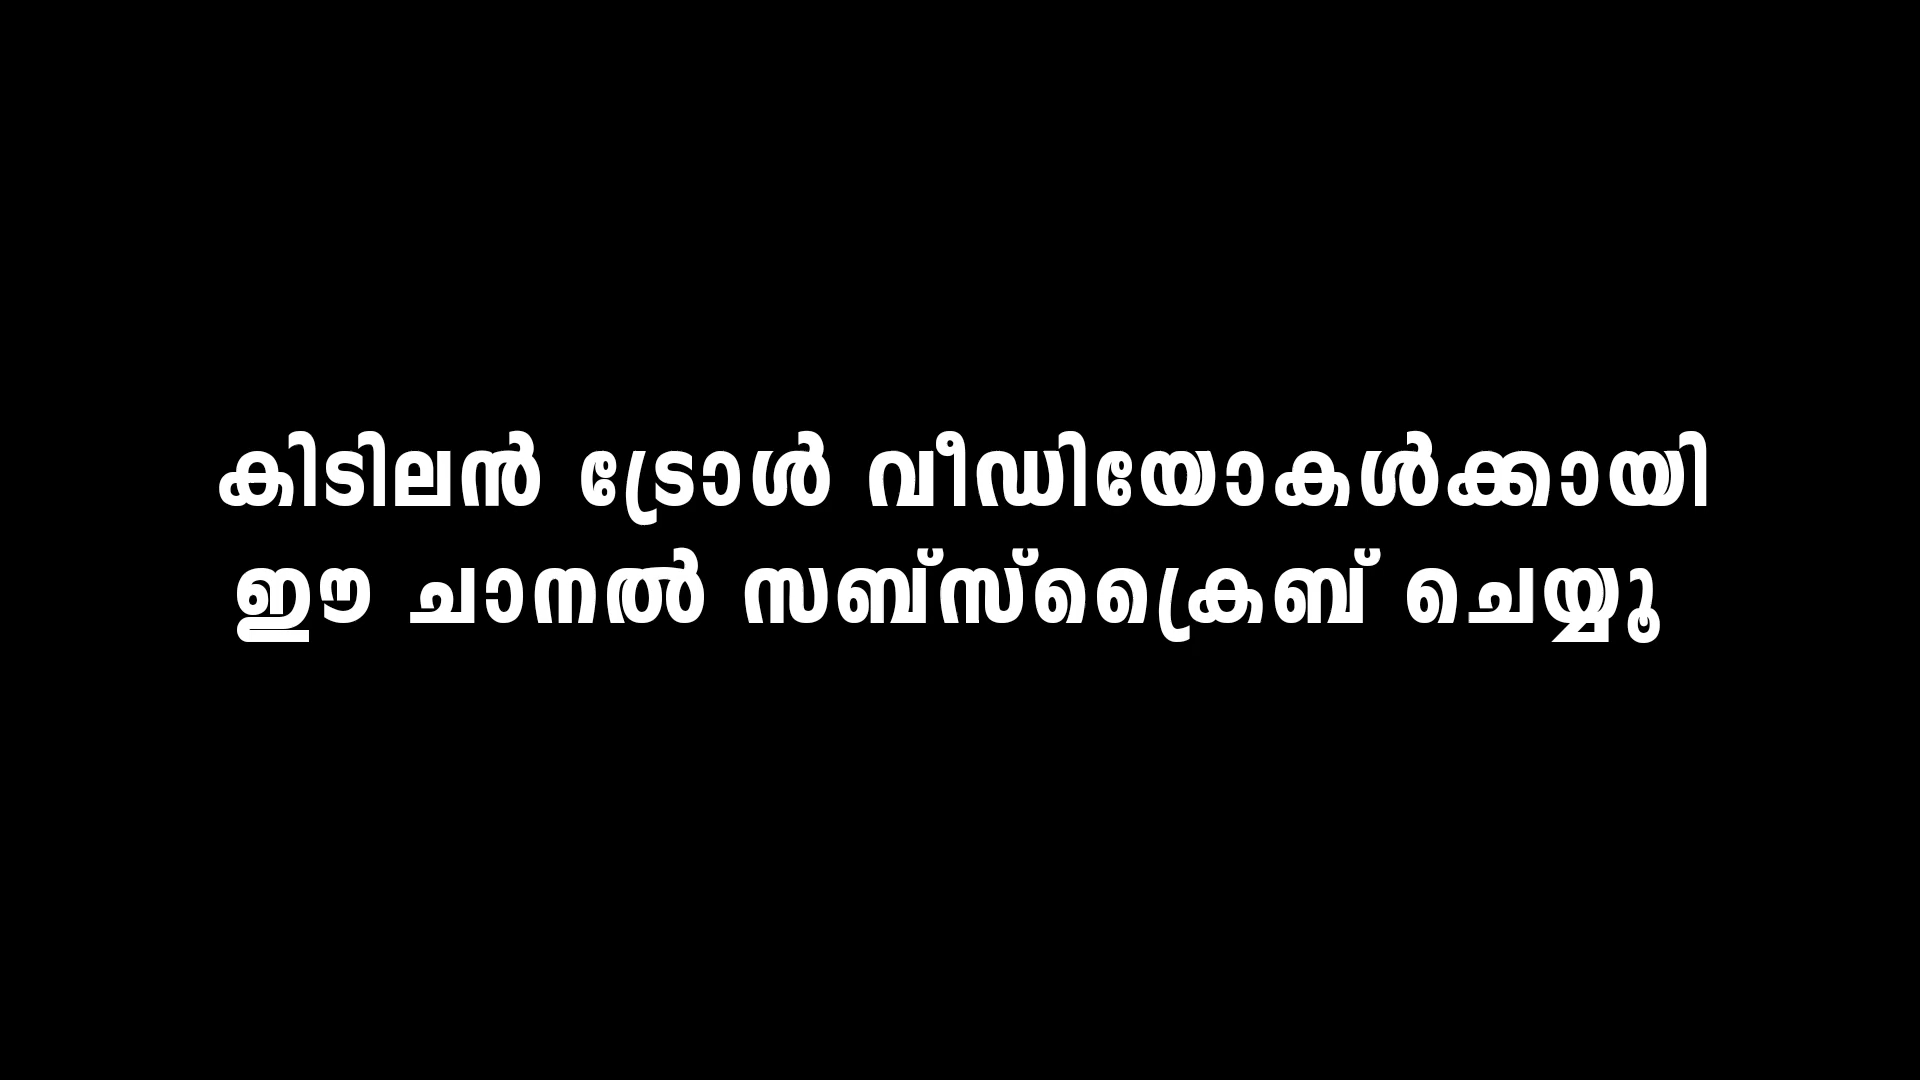 കിടിലൻ ട്രോൾ വീഡിയോകൾക്കായി
ഈ ചാനൽ സബ്സ്ക്രൈബ് ചെയ്യൂ